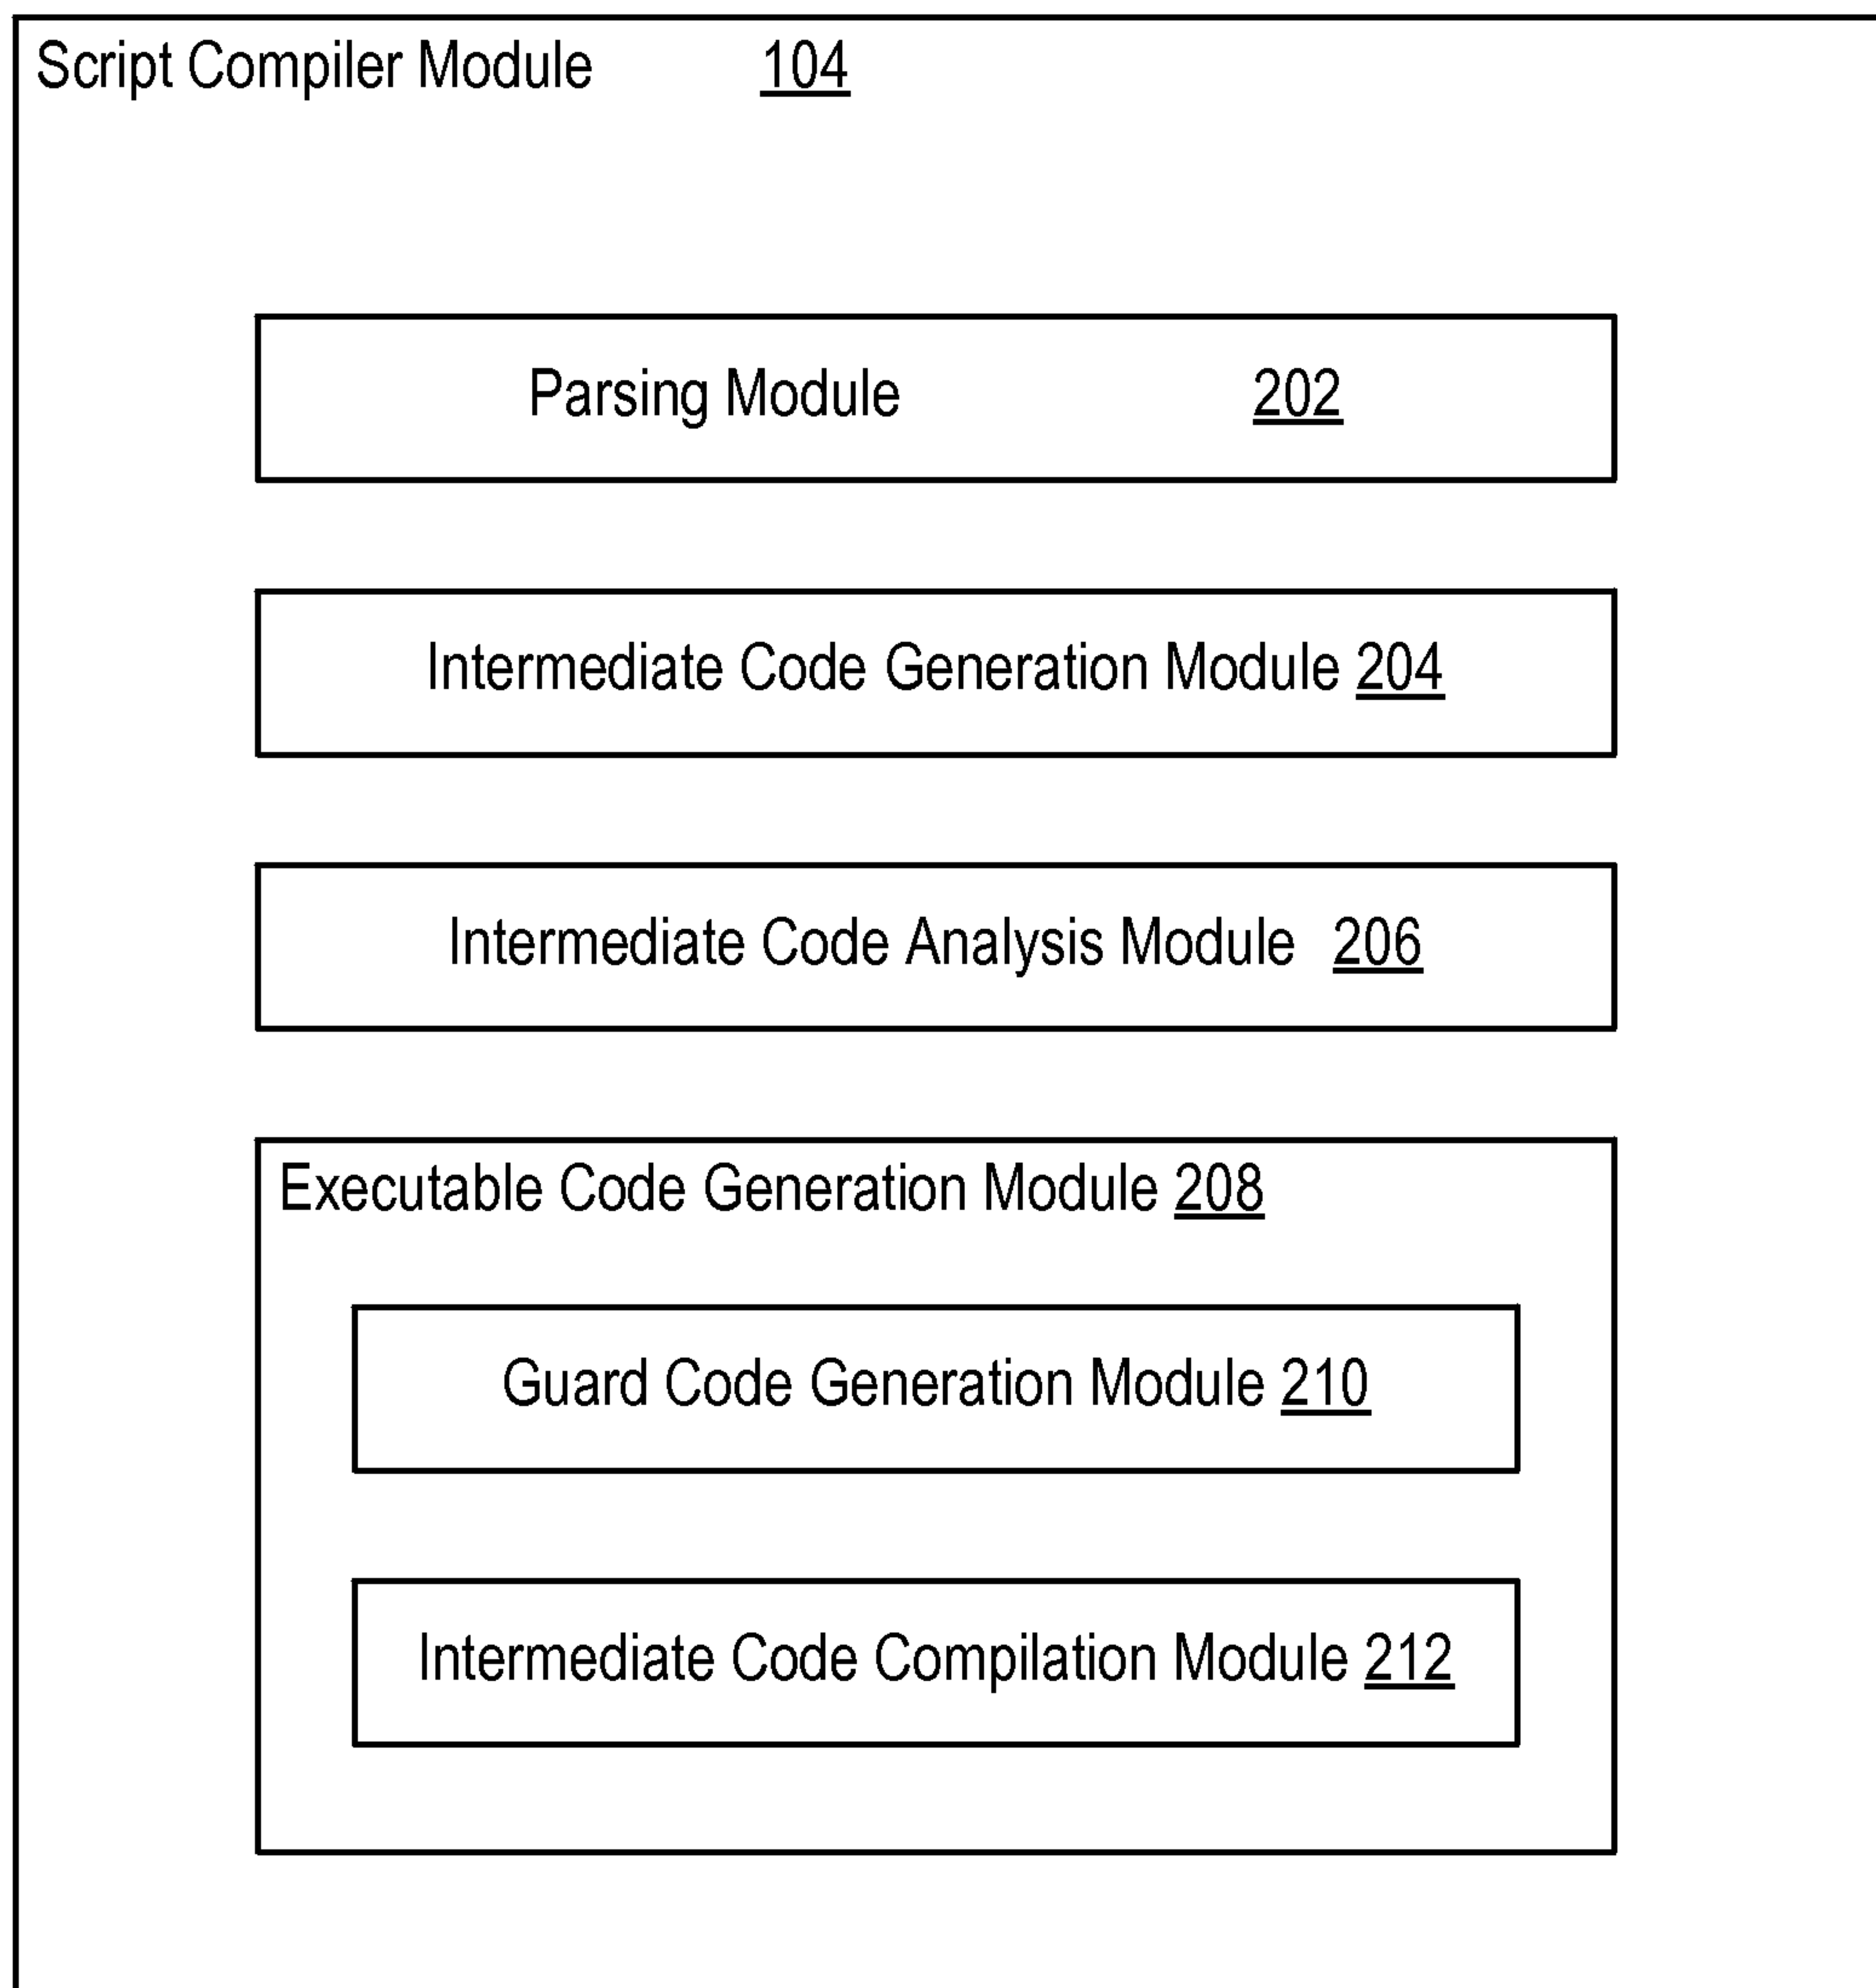 Script Compiler Module 104
Parsing Module 202
Intermediate Code Generation Module 204
Intermediate Code Analysis Module 206
Executable Code Generation Module 208
Guard Code Generation Module 210
Intermediate Code Compilation Module 212